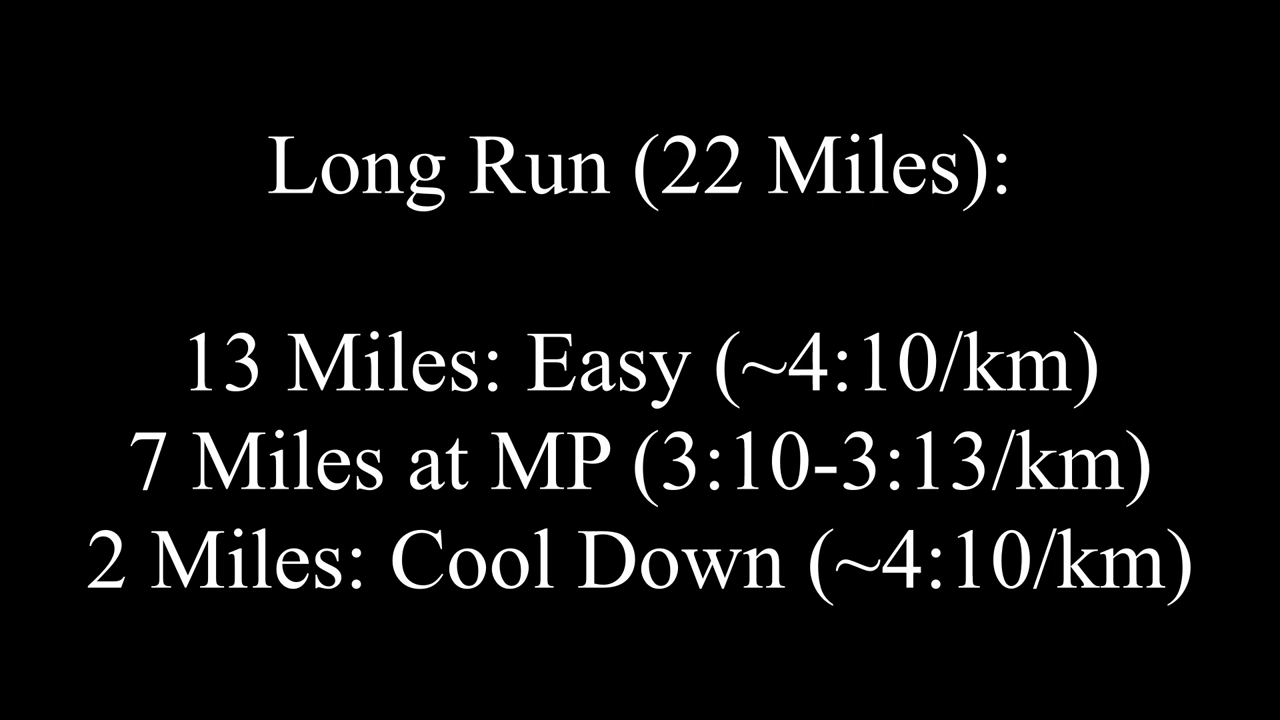 Long Run (22 Miles):
13 Miles: Easy (~4:10/km)
7 Miles at MP (3:10-3:13/km)
2 Miles: Cool Down (~4:10/km)